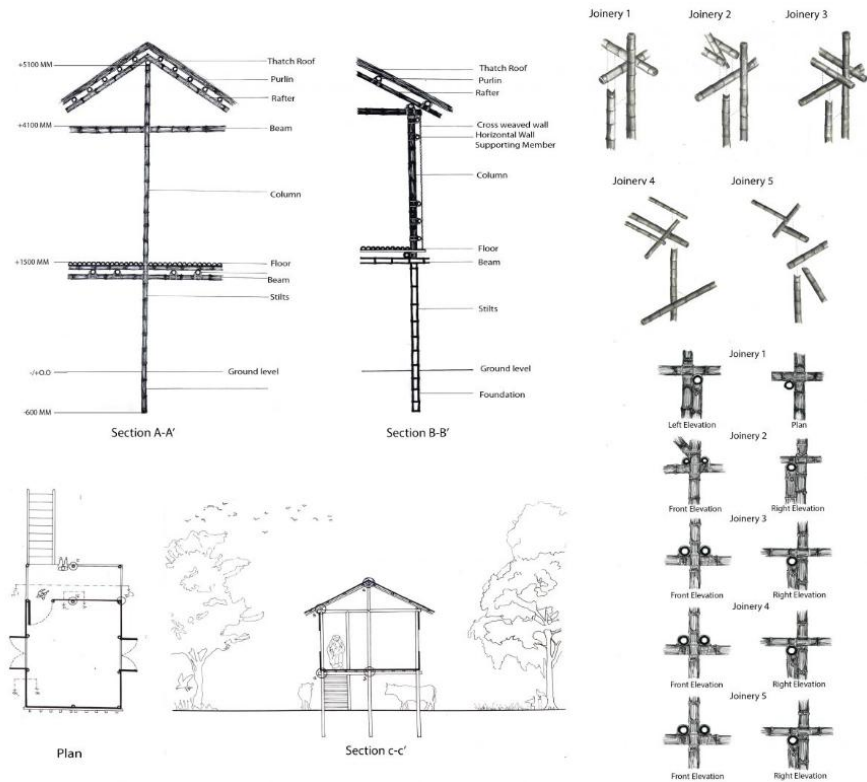 +5100 MM
Thatch Roof
Purlin
Rafter
+4100 MM
Beam
Column
+1500 MM
Floor
Beam
Stilts
-/+0.0
Ground level
-600 MM
Section A-A'
Thatch Roof
Purlin
Rafter
Cross weaved wall
Horizontal Wall
Supporting Member
Column
Floor
Beam
Stilts
Ground level
Foundation
Section B-B'
Joinery 1
Joinery 2
Joinery 3
Joinery 4
Joinery 5
Joinery 1
Left Elevation
Plan
Joinery 2
Front Elevation
Right Elevation
Joinery 3
Front Elevation
Right Elevation
Joinery 4
Front Elevation
Right Elevation
Joinery 5
Front Elevation
Right Elevation
Plan
Section c-c'